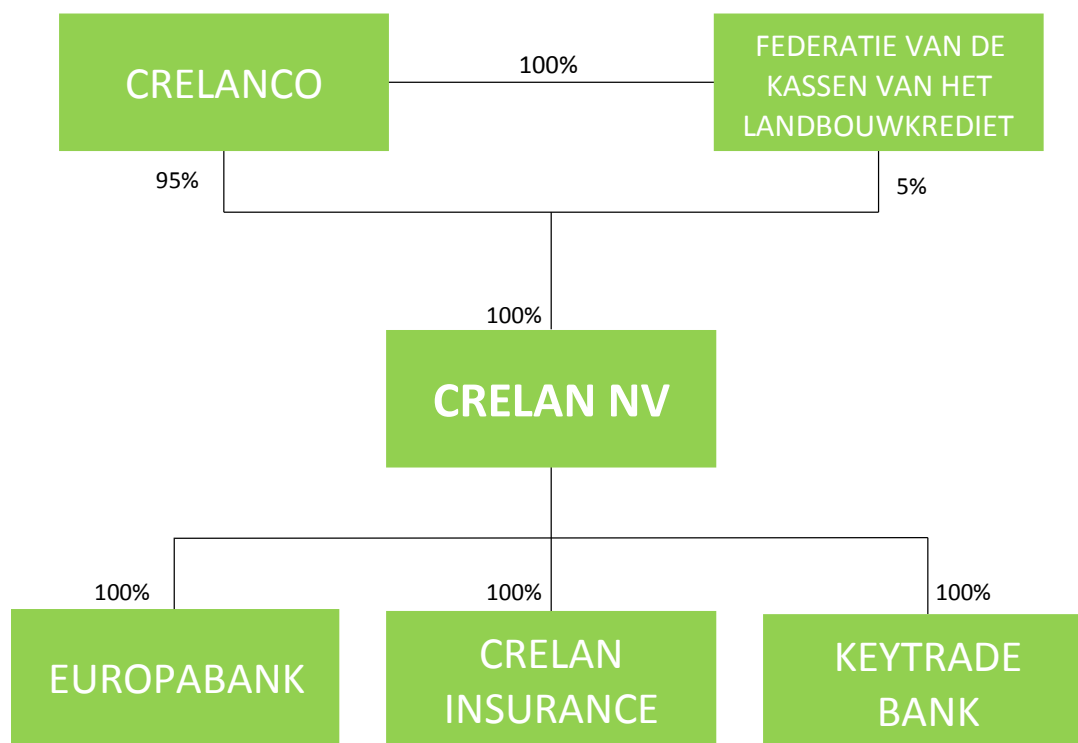 CRELANCO
100%
FEDERATIE VAN DE
KASSEN VAN HET
LANDBOUWKREDIET
95%
5%
100%
CRELAN NV
100%
100%
100%
EUROPABANK
CRELAN
INSURANCE
KEYTRADE
BANK